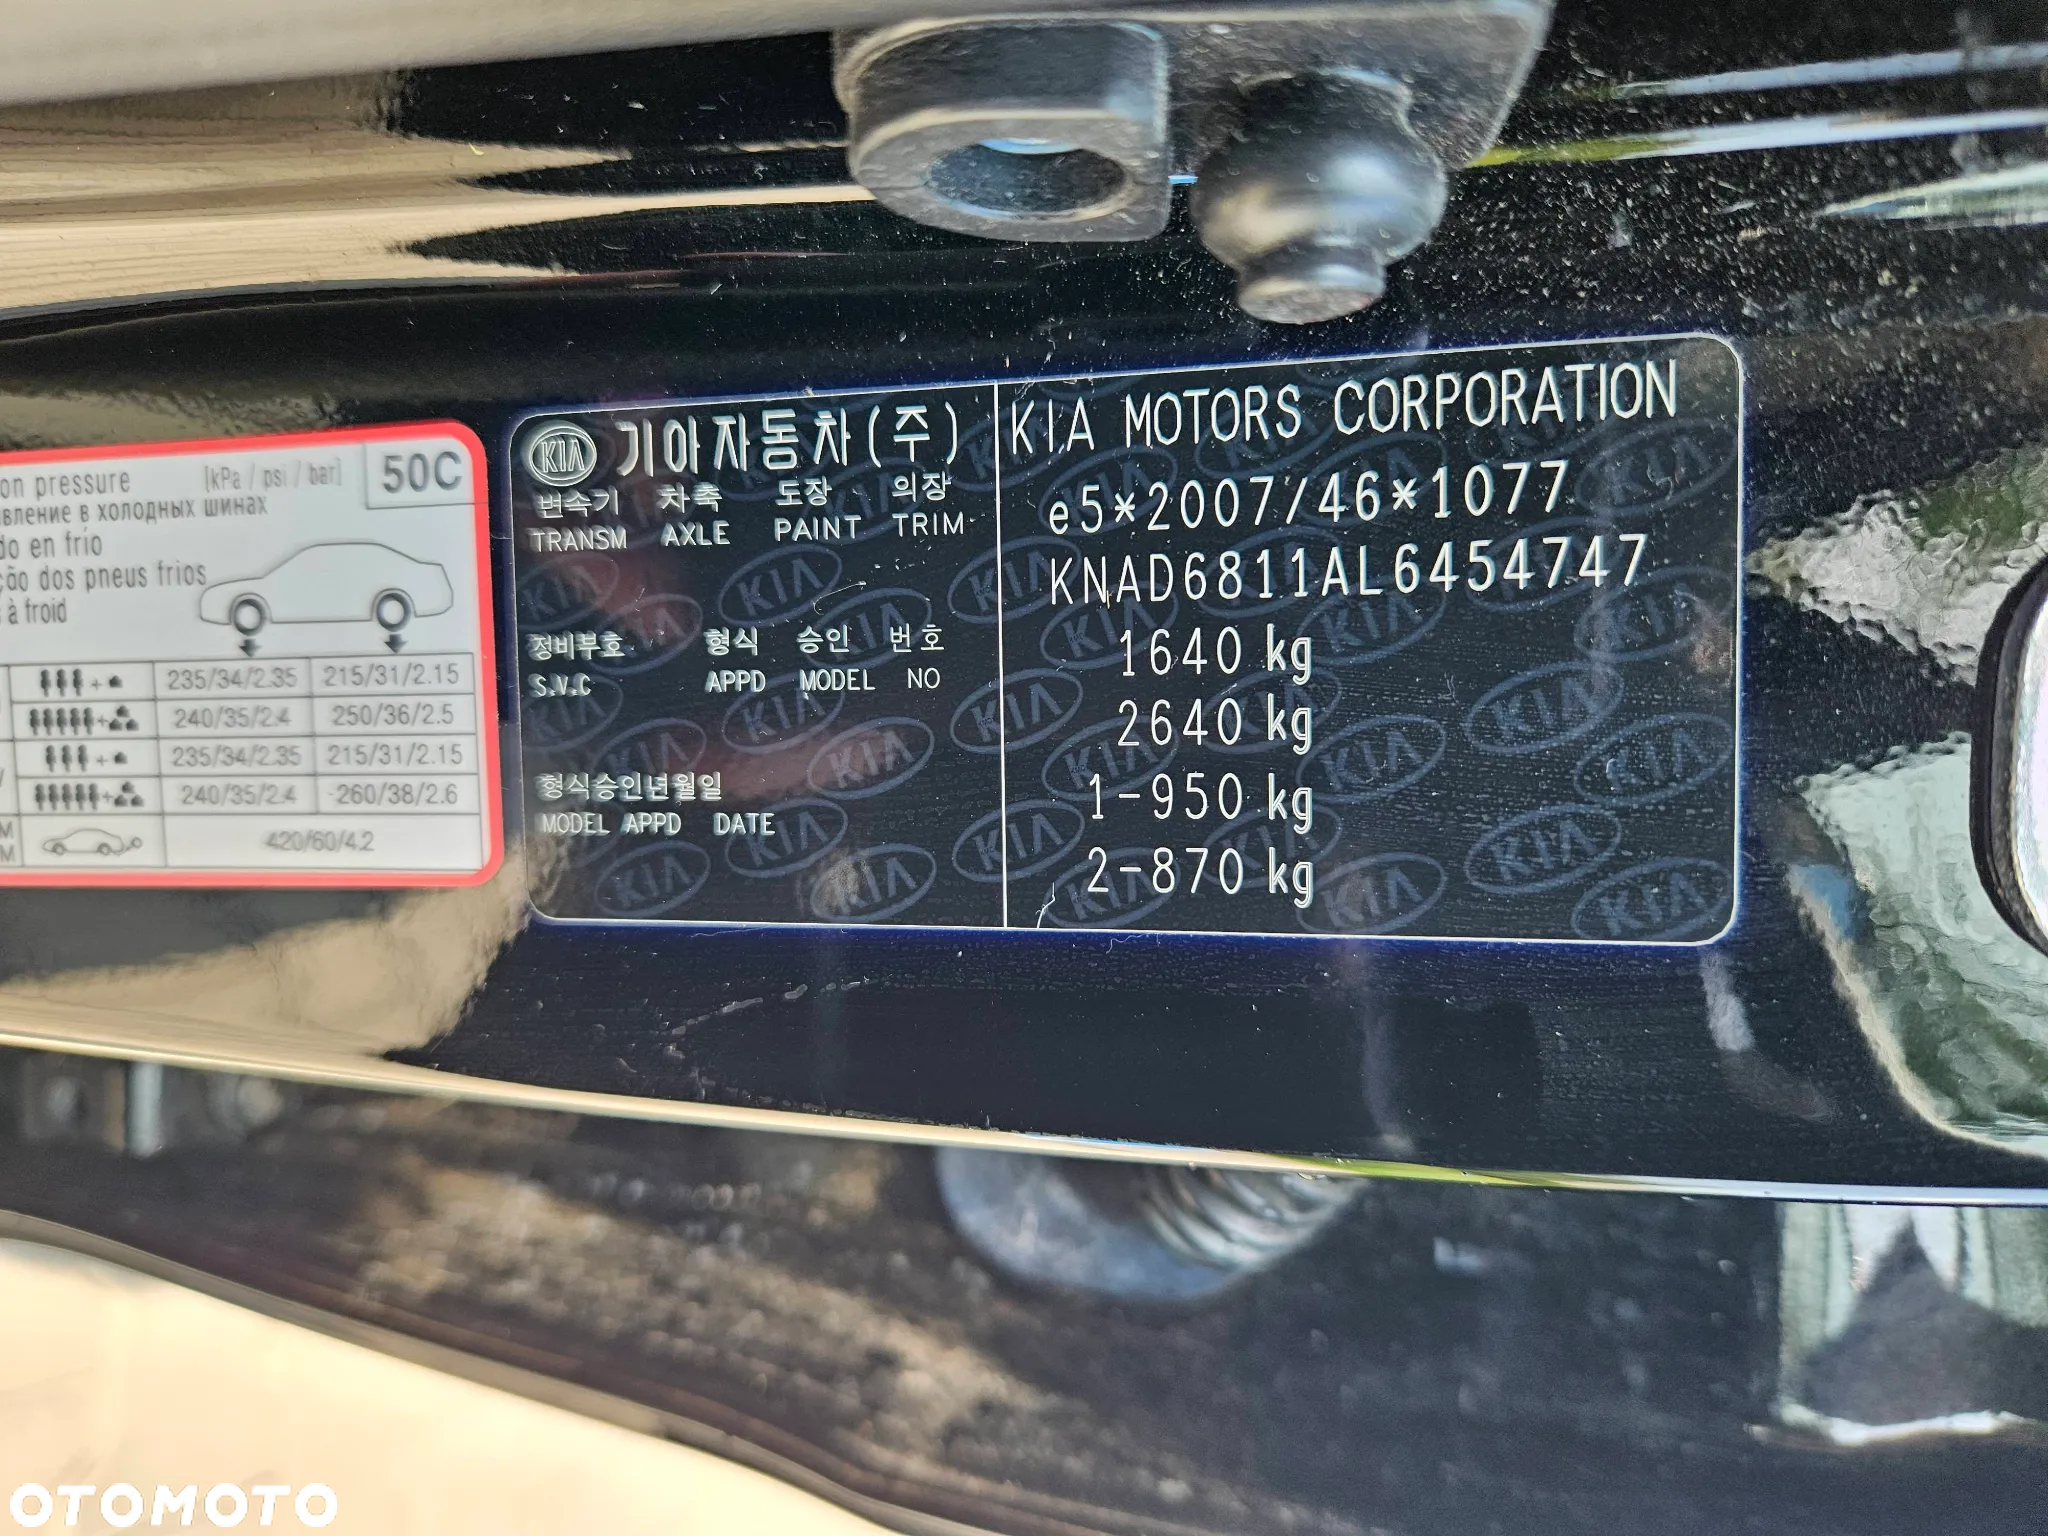 on pressure [kPa / psi / bar] 50C
вление в холодных шинах
do en frío
ção dos pneus frios
à froid
235/34/2.35 215/31/2.15
240/35/2.4 250/36/2.5
235/34/2.35 215/31/2.15
240/35/2.4 260/38/2.6
420/60/4.2
KIA 기아자동차(주)
변속기 차축 도장 의장
TRANSM AXLE PAINT TRIM
정비부호 형식 승인 번호
S.V.C APPD MODEL NO
형식승인년월일
MODEL APPD DATE
KIA MOTORS CORPORATION
e5*2007/46*1077
KNAD6811AL6454747
1640 kg
2640 kg
1-950 kg
2-870 kg
OTOMOTO